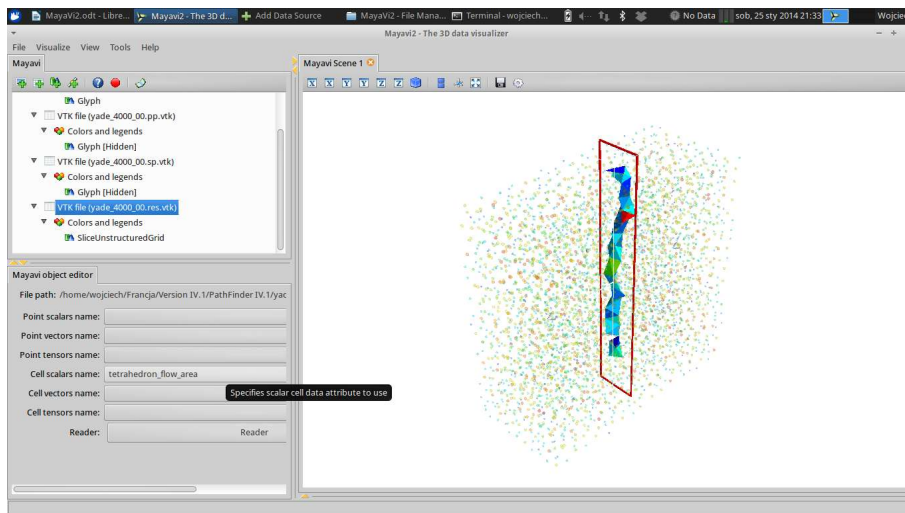 MayaVi2.odt - Libre...
Mayavi2 - The 3D d...
Add Data Source
MayaVi2 - File Mana...
Terminal - wojciech...
No Data
sob, 25 sty 2014 21:33
Mayavi2 - The 3D data visualizer
File Visualize View Tools Help
Mayavi
Mayavi Scene 1
X X Y Y Z Z
Glyph
VTK file (yade_4000_00.pp.vtk)
Colors and legends
Glyph [Hidden]
VTK file (yade_4000_00.sp.vtk)
Colors and legends
Glyph [Hidden]
VTK file (yade_4000_00.res.vtk)
Colors and legends
SliceUnstructuredGrid
Mayavi object editor
File path: /home/wojciech/Francja/Version IV.1/PathFinder IV.1/yac
Point scalars name:
Point vectors name:
Point tensors name:
Cell scalars name: tetrahedron_flow_area
Cell vectors name:
Specifies scalar cell data attribute to use
Cell tensors name:
Reader: Reader